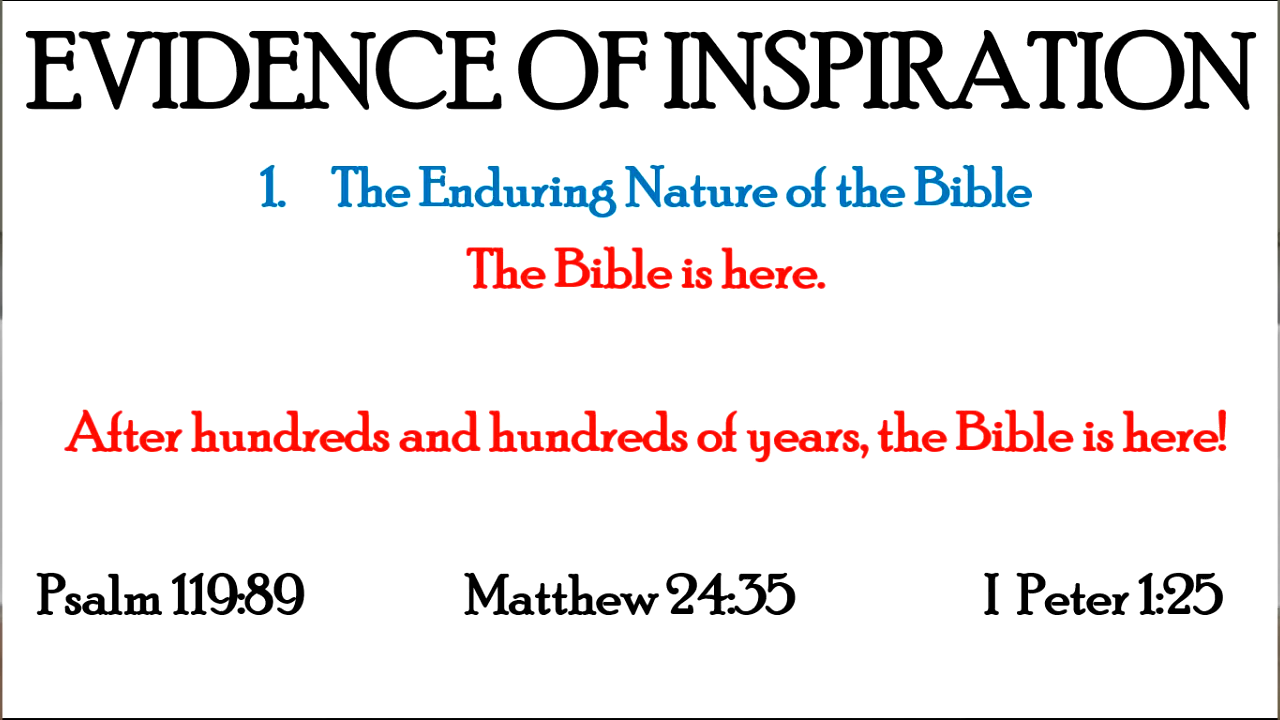 EVIDENCE OF INSPIRATION
1. The Enduring Nature of the Bible
The Bible is here.
After hundreds and hundreds of years, the Bible is here!
Psalm 119:89 Matthew 24:35 I Peter 1:25